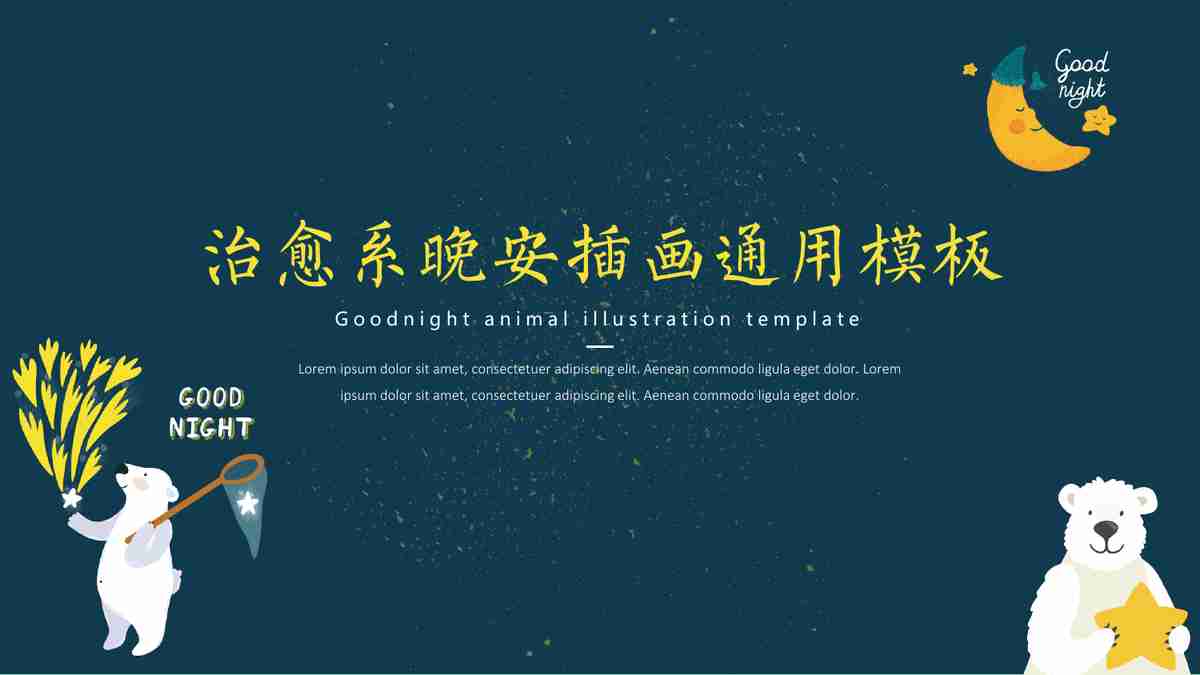 Good
night
治愈系晚安插画通用模板
Goodnight animal illustration template
Lorem ipsum dolor sit amet, consectetuer adipiscing elit. Aenean commodo ligula eget dolor. Lorem
ipsum dolor sit amet, consectetuer adipiscing elit. Aenean commodo ligula eget dolor.
GOOD
NIGHT